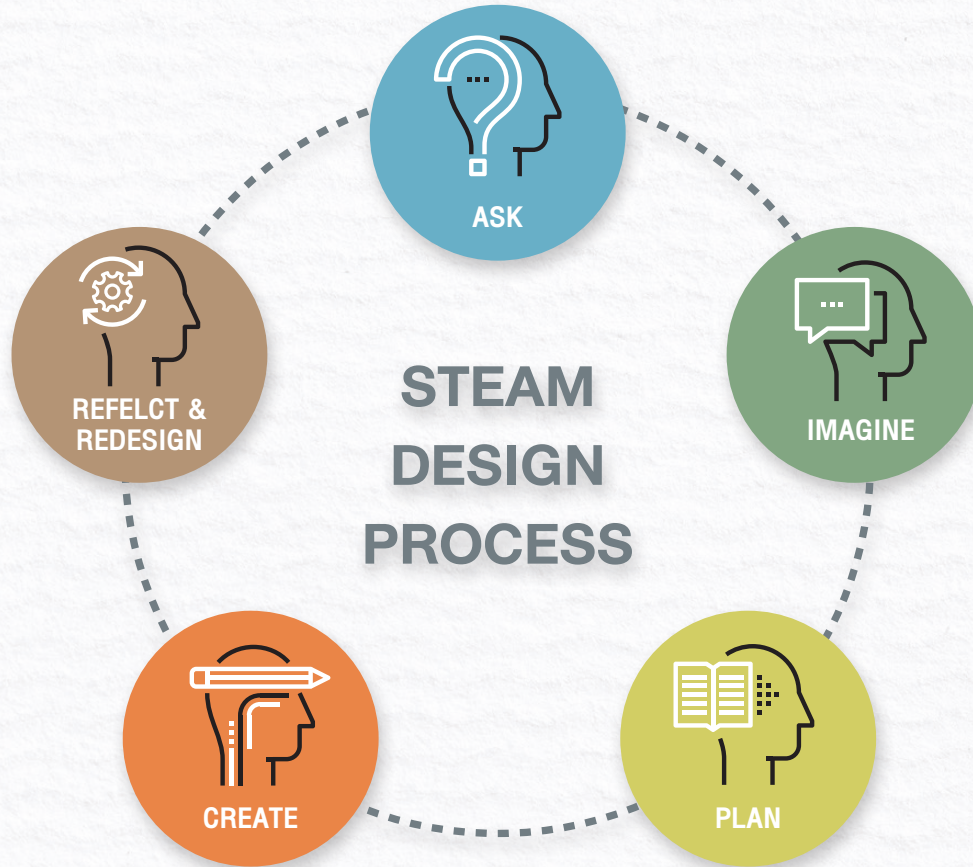 ASK
IMAGINE
PLAN
CREATE
REFELCT &
REDESIGN
STEAM
DESIGN
PROCESS